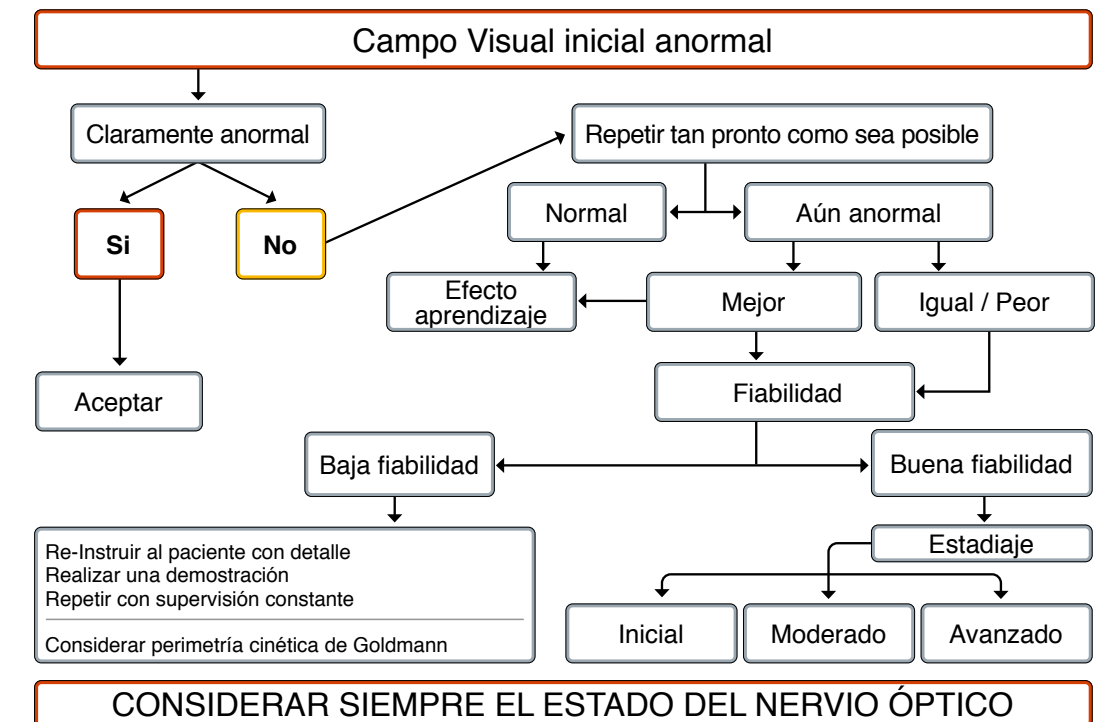 Campo Visual inicial anormal
Claramente anormal
Repetir tan pronto como sea posible
Si
No
Normal
Aún anormal
Efecto
aprendizaje
Mejor
Igual / Peor
Aceptar
Fiabilidad
Baja fiabilidad
Buena fiabilidad
Re-Instruir al paciente con detalle
Realizar una demostración
Repetir con supervisión constante
Considerar perimetría cinética de Goldmann
Estadiaje
Inicial
Moderado
Avanzado
CONSIDERAR SIEMPRE EL ESTADO DEL NERVIO ÓPTICO